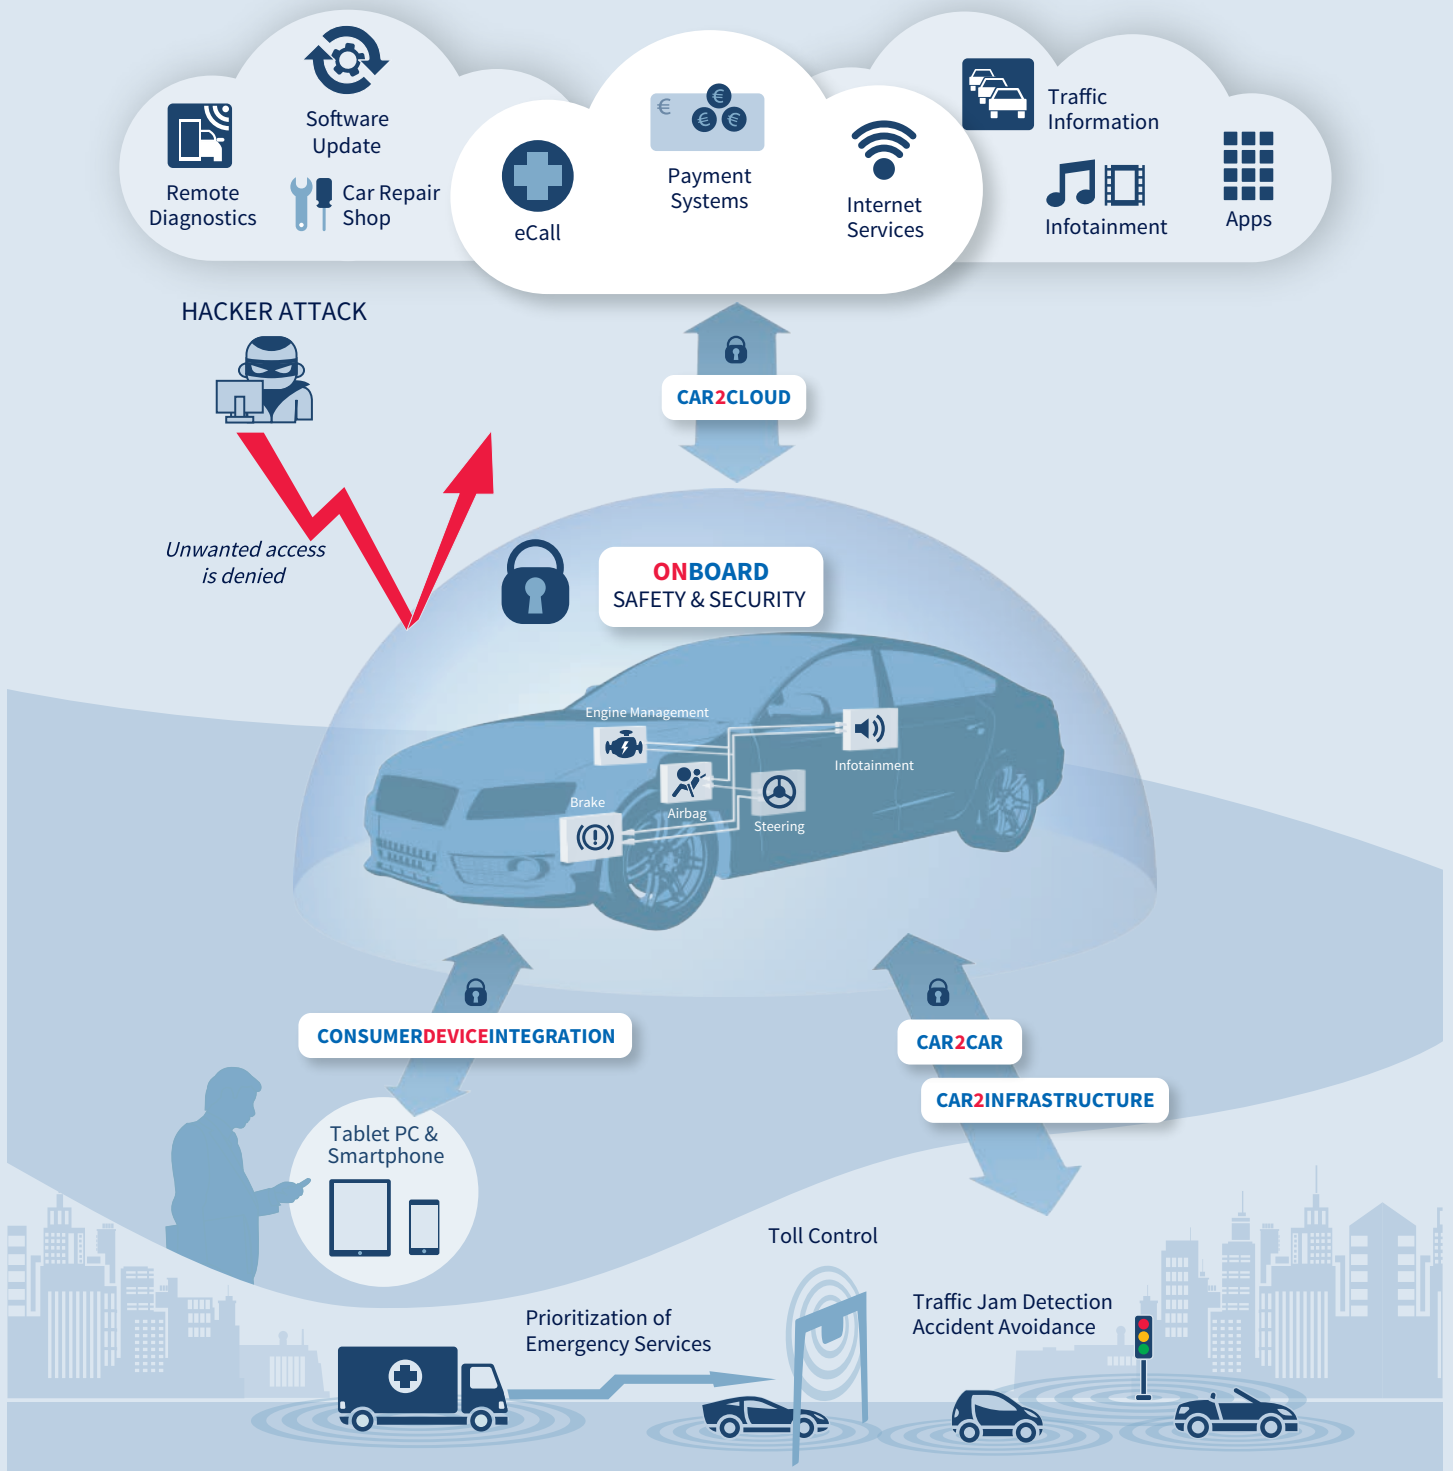 Software
Update
Remote
Diagnostics
Car Repair
Shop
eCall
€
€
€ €
Payment
Systems
Internet
Services
Traffic
Information
Infotainment
Apps
HACKER ATTACK
CAR2CLOUD
Unwanted access
is denied
ONBOARD
SAFETY & SECURITY
Engine Management
Infotainment
Brake
Airbag
Steering
CONSUMERDEVICEINTEGRATION
CAR2CAR
CAR2INFRASTRUCTURE
Tablet PC &
Smartphone
Toll Control
Prioritization of
Emergency Services
Traffic Jam Detection
Accident Avoidance